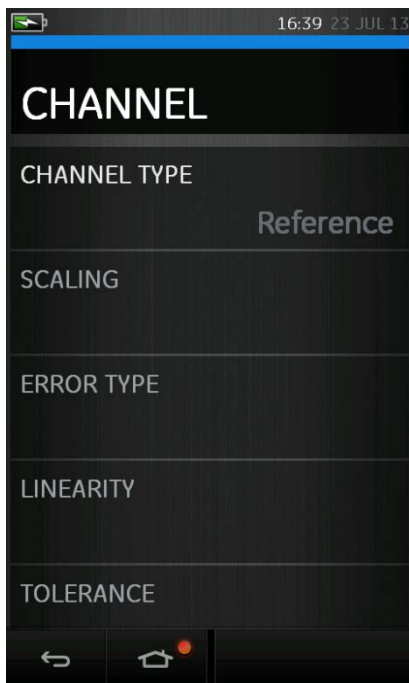 16:39 23 JUL 13
CHANNEL
CHANNEL TYPE
Reference
SCALING
ERROR TYPE
LINEARITY
TOLERANCE